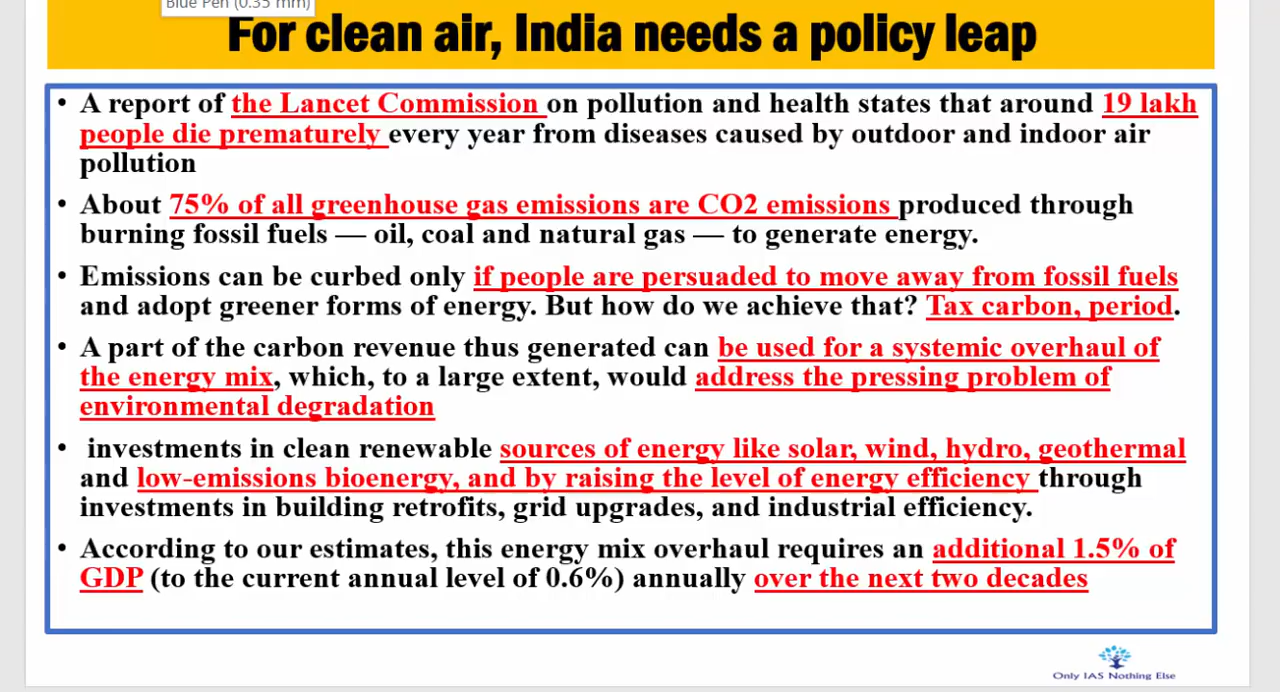 Blue Pen (0.35 mm)
For clean air, India needs a policy leap
• A report of the Lancet Commission on pollution and health states that around 19 lakh
people die prematurely every year from diseases caused by outdoor and indoor air
pollution
• About 75% of all greenhouse gas emissions are CO2 emissions produced through
burning fossil fuels — oil, coal and natural gas — to generate energy.
• Emissions can be curbed only if people are persuaded to move away from fossil fuels
and adopt greener forms of energy. But how do we achieve that? Tax carbon, period.
• A part of the carbon revenue thus generated can be used for a systemic overhaul of
the energy mix, which, to a large extent, would address the pressing problem of
environmental degradation
• investments in clean renewable sources of energy like solar, wind, hydro, geothermal
and low-emissions bioenergy, and by raising the level of energy efficiency through
investments in building retrofits, grid upgrades, and industrial efficiency.
• According to our estimates, this energy mix overhaul requires an additional 1.5% of
GDP (to the current annual level of 0.6%) annually over the next two decades
Only IAS Nothing Else